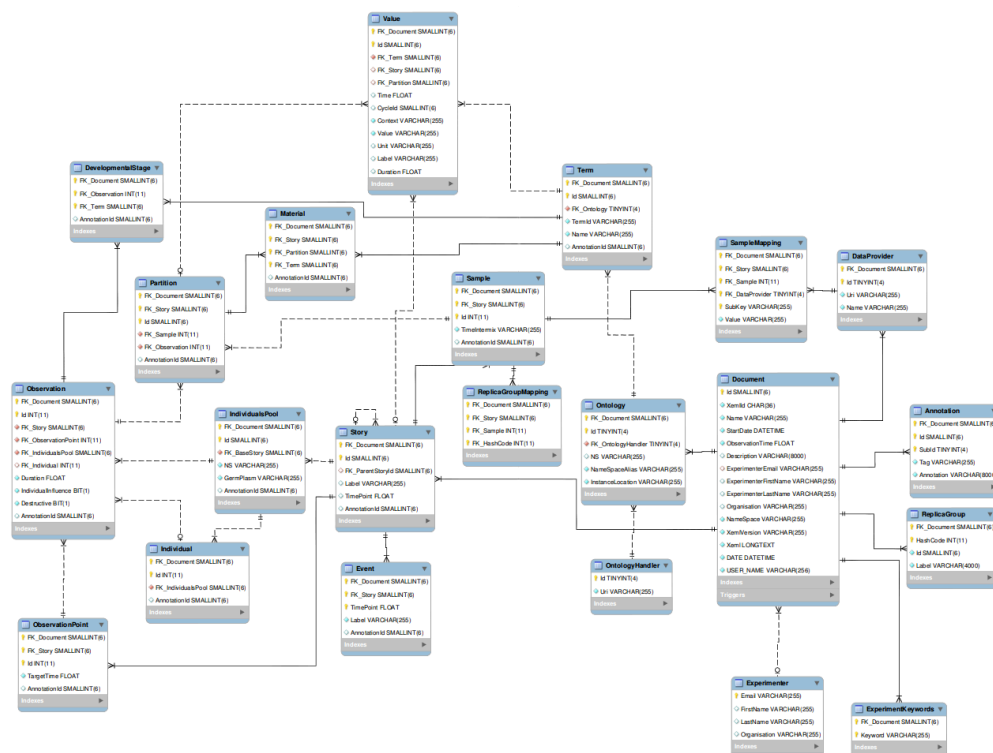 Value
FK_Document SMALLINT(6)
Id SMALLINT(6)
FK_Term SMALLINT(6)
FK_Story SMALLINT(6)
FK_Partition SMALLINT(6)
Time FLOAT
CycleId SMALLINT(6)
Context VARCHAR(255)
Value VARCHAR(255)
Unit VARCHAR(255)
Label VARCHAR(255)
Duration FLOAT
Indexes
DevelopmentalStage
FK_Document SMALLINT(6)
FK_Observation INT(11)
FK_Term SMALLINT(6)
AnnotationId SMALLINT(6)
Indexes
Term
FK_Document SMALLINT(6)
Id SMALLINT(6)
FK_Ontology TINYINT(4)
TermId VARCHAR(255)
Name VARCHAR(255)
AnnotationId SMALLINT(6)
Indexes
Material
FK_Document SMALLINT(6)
FK_Story SMALLINT(6)
FK_Partition SMALLINT(6)
FK_Term SMALLINT(6)
AnnotationId SMALLINT(6)
Indexes
SampleMapping
FK_Document SMALLINT(6)
FK_Story SMALLINT(6)
FK_Sample INT(11)
FK_DataProvider TINYINT(4)
SubKey VARCHAR(255)
Value VARCHAR(255)
Indexes
DataProvider
FK_Document SMALLINT(6)
Id TINYINT(4)
Uri VARCHAR(255)
Name VARCHAR(255)
Indexes
Partition
FK_Document SMALLINT(6)
FK_Story SMALLINT(6)
Id SMALLINT(6)
FK_Sample INT(11)
FK_Observation INT(11)
AnnotationId SMALLINT(6)
Indexes
Sample
FK_Document SMALLINT(6)
FK_Story SMALLINT(6)
Id INT(11)
TimeIntermix VARCHAR(255)
AnnotationId SMALLINT(6)
Indexes
Observation
FK_Document SMALLINT(6)
Id INT(11)
FK_Story SMALLINT(6)
FK_ObservationPoint INT(11)
FK_IndividualsPool SMALLINT(6)
FK_Individual INT(11)
Duration FLOAT
IndividualInfluence BIT(1)
Destructive BIT(1)
AnnotationId SMALLINT(6)
Indexes
IndividualsPool
FK_Document SMALLINT(6)
Id SMALLINT(6)
FK_BaseStory SMALLINT(6)
NS VARCHAR(255)
GermPlasm VARCHAR(255)
AnnotationId SMALLINT(6)
Indexes
ReplicaGroupMapping
FK_Document SMALLINT(6)
FK_Story SMALLINT(6)
FK_Sample INT(11)
FK_HashCode INT(11)
Indexes
Story
FK_Document SMALLINT(6)
Id SMALLINT(6)
FK_ParentStoryId SMALLINT(6)
Label VARCHAR(255)
TimePoint FLOAT
AnnotationId SMALLINT(6)
Indexes
Ontology
FK_Document SMALLINT(6)
Id TINYINT(4)
FK_OntologyHandler TINYINT(4)
NS VARCHAR(255)
NameSpaceAlias VARCHAR(255)
InstanceLocation VARCHAR(255)
Indexes
Document
Id SMALLINT(6)
XemlId CHAR(36)
Name VARCHAR(255)
StartDate DATETIME
ObservationTime FLOAT
Description VARCHAR(8000)
ExperimenterEmail VARCHAR(255)
ExperimenterFirstName VARCHAR(255)
ExperimenterLastName VARCHAR(255)
Organisation VARCHAR(255)
NameSpace VARCHAR(255)
XemlVersion VARCHAR(255)
Xeml LONGTEXT
DATE DATETIME
USER_NAME VARCHAR(256)
Indexes
Triggers
Annotation
FK_Document SMALLINT(6)
Id SMALLINT(6)
SubId TINYINT(4)
Tag VARCHAR(255)
Annotation VARCHAR(8000)
Indexes
ReplicaGroup
FK_Document SMALLINT(6)
HashCode INT(11)
Id SMALLINT(6)
Label VARCHAR(4000)
Indexes
Individual
FK_Document SMALLINT(6)
Id INT(11)
FK_IndividualsPool SMALLINT(6)
AnnotationId SMALLINT(6)
Indexes
Event
FK_Document SMALLINT(6)
FK_Story SMALLINT(6)
TimePoint FLOAT
Label VARCHAR(255)
AnnotationId SMALLINT(6)
Indexes
OntologyHandler
Id TINYINT(4)
Uri VARCHAR(255)
Indexes
ObservationPoint
FK_Document SMALLINT(6)
FK_Story SMALLINT(6)
Id INT(11)
TargetTime FLOAT
AnnotationId SMALLINT(6)
Indexes
Experimenter
Email VARCHAR(255)
FirstName VARCHAR(255)
LastName VARCHAR(255)
Organisation VARCHAR(255)
Indexes
ExperimentKeywords
FK_Document SMALLINT(6)
Keyword VARCHAR(255)
Indexes